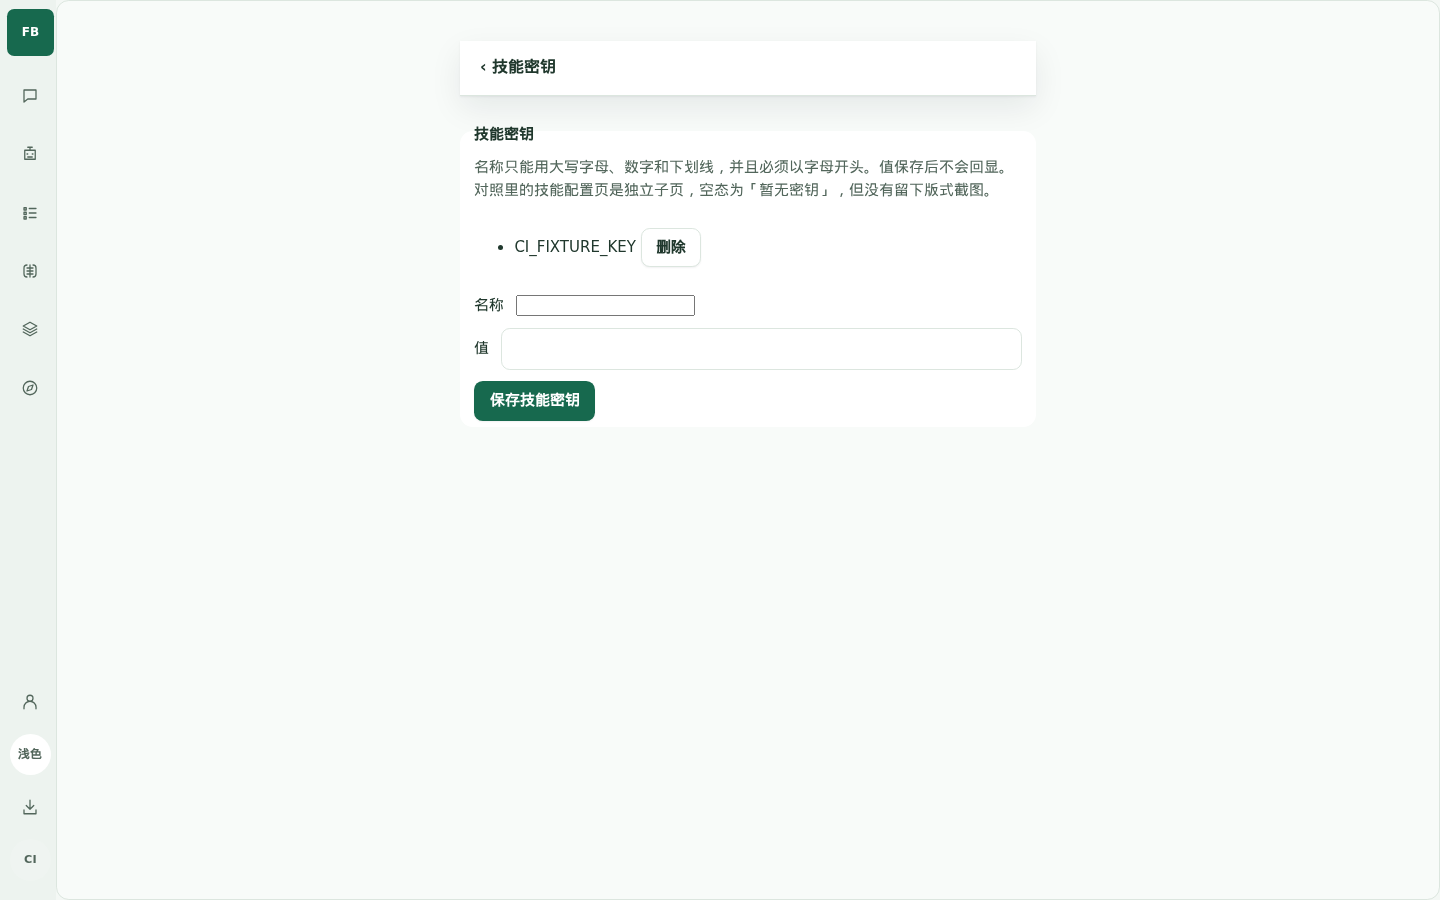 FB
‹ 技能密钥
技能密钥
名称只能用大写字母、数字和下划线，并且必须以字母开头。值保存后不会回显。
对照里的技能配置页是独立子页，空态为「暂无密钥」，但没有留下版式截图。
• CI_FIXTURE_KEY 删除
名称
值
保存技能密钥
浅色
CI